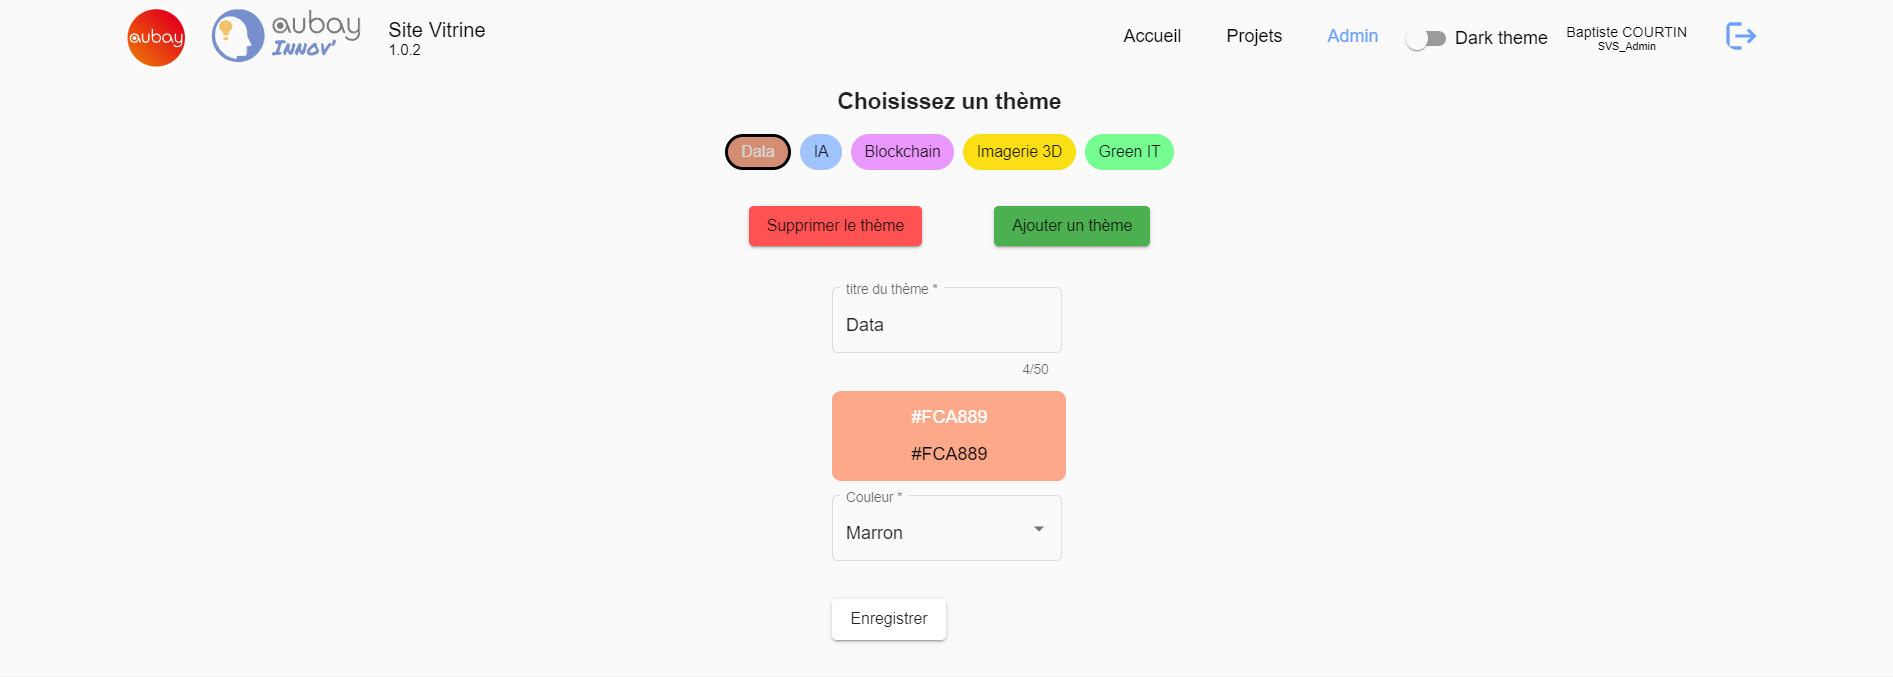 aubay
aubay
INNOV'
Site Vitrine
1.0.2
Accueil
Projets
Admin
Dark theme
Baptiste COURTIN
SVS_Admin
Choisissez un thème
Data
IA
Blockchain
Imagerie 3D
Green IT
Supprimer le thème
Ajouter un thème
titre du thème *
Data
4/50
#FCA889
#FCA889
Couleur *
Marron
Enregistrer